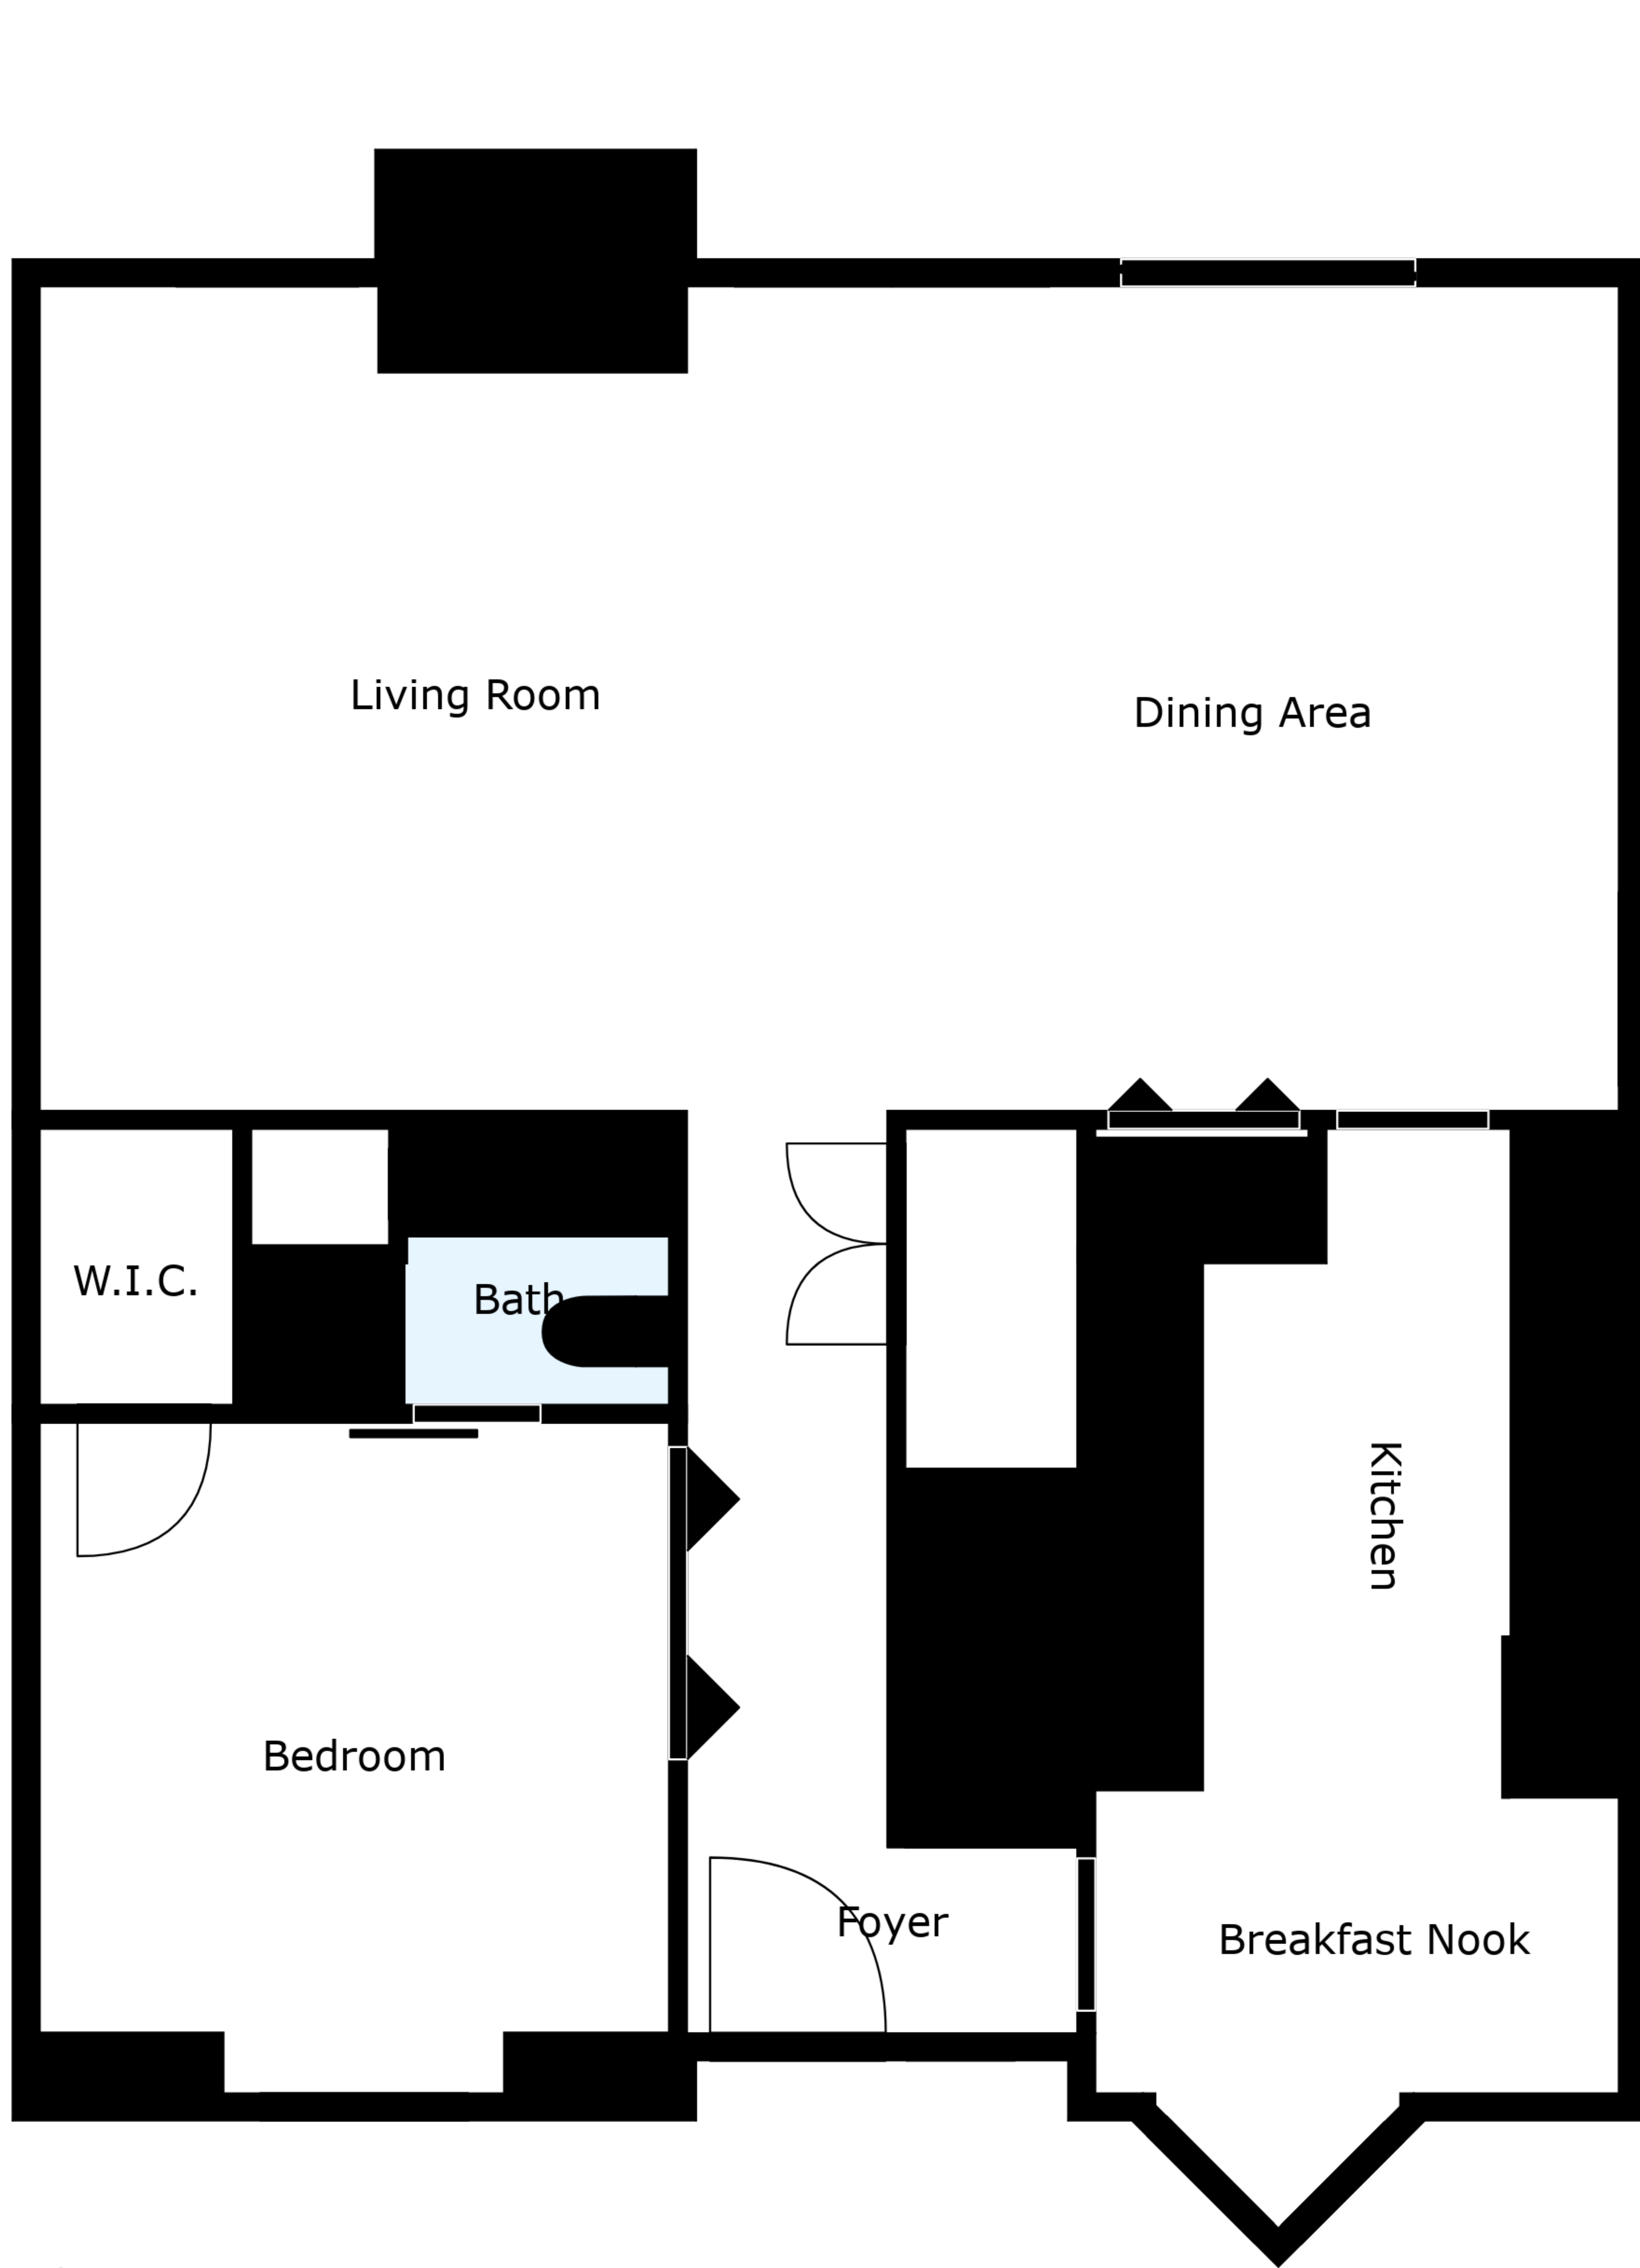 Living Room
Dining Area
W.I.C.
Bath
Kitchen
Bedroom
Foyer
Breakfast Nook